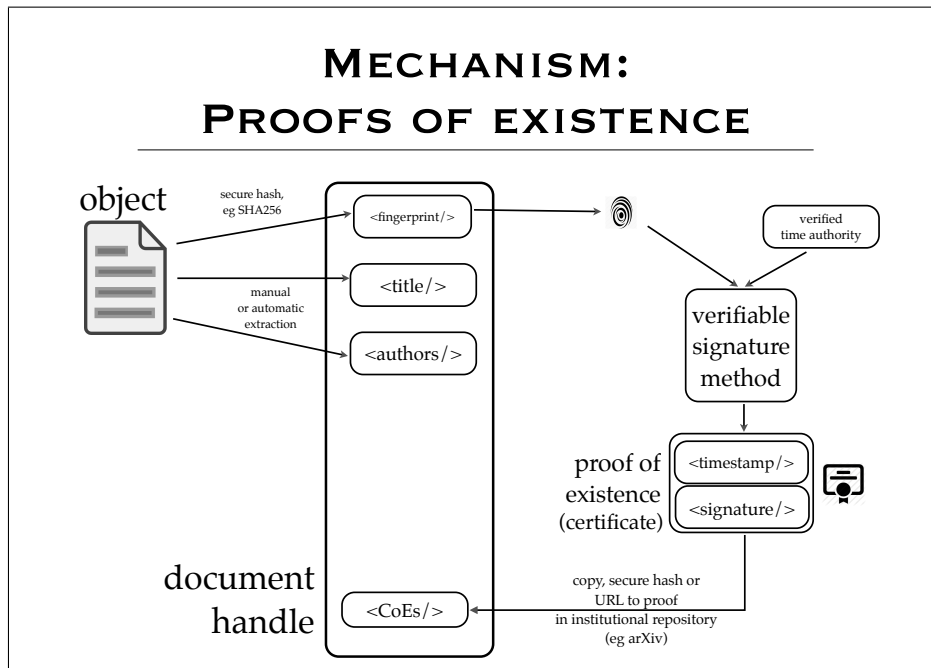 MECHANISM:
PROOFS OF EXISTENCE
object
secure hash,
eg SHA256
<fingerprint/>
verified
time authority
<title/>
manual
or automatic
extraction
<authors/>
verifiable
signature
method
proof of
existence
(certificate)
<timestamp/>
<signature/>
document
handle
<CoEs/>
copy, secure hash or
URL to proof
in institutional repository
(eg arXiv)